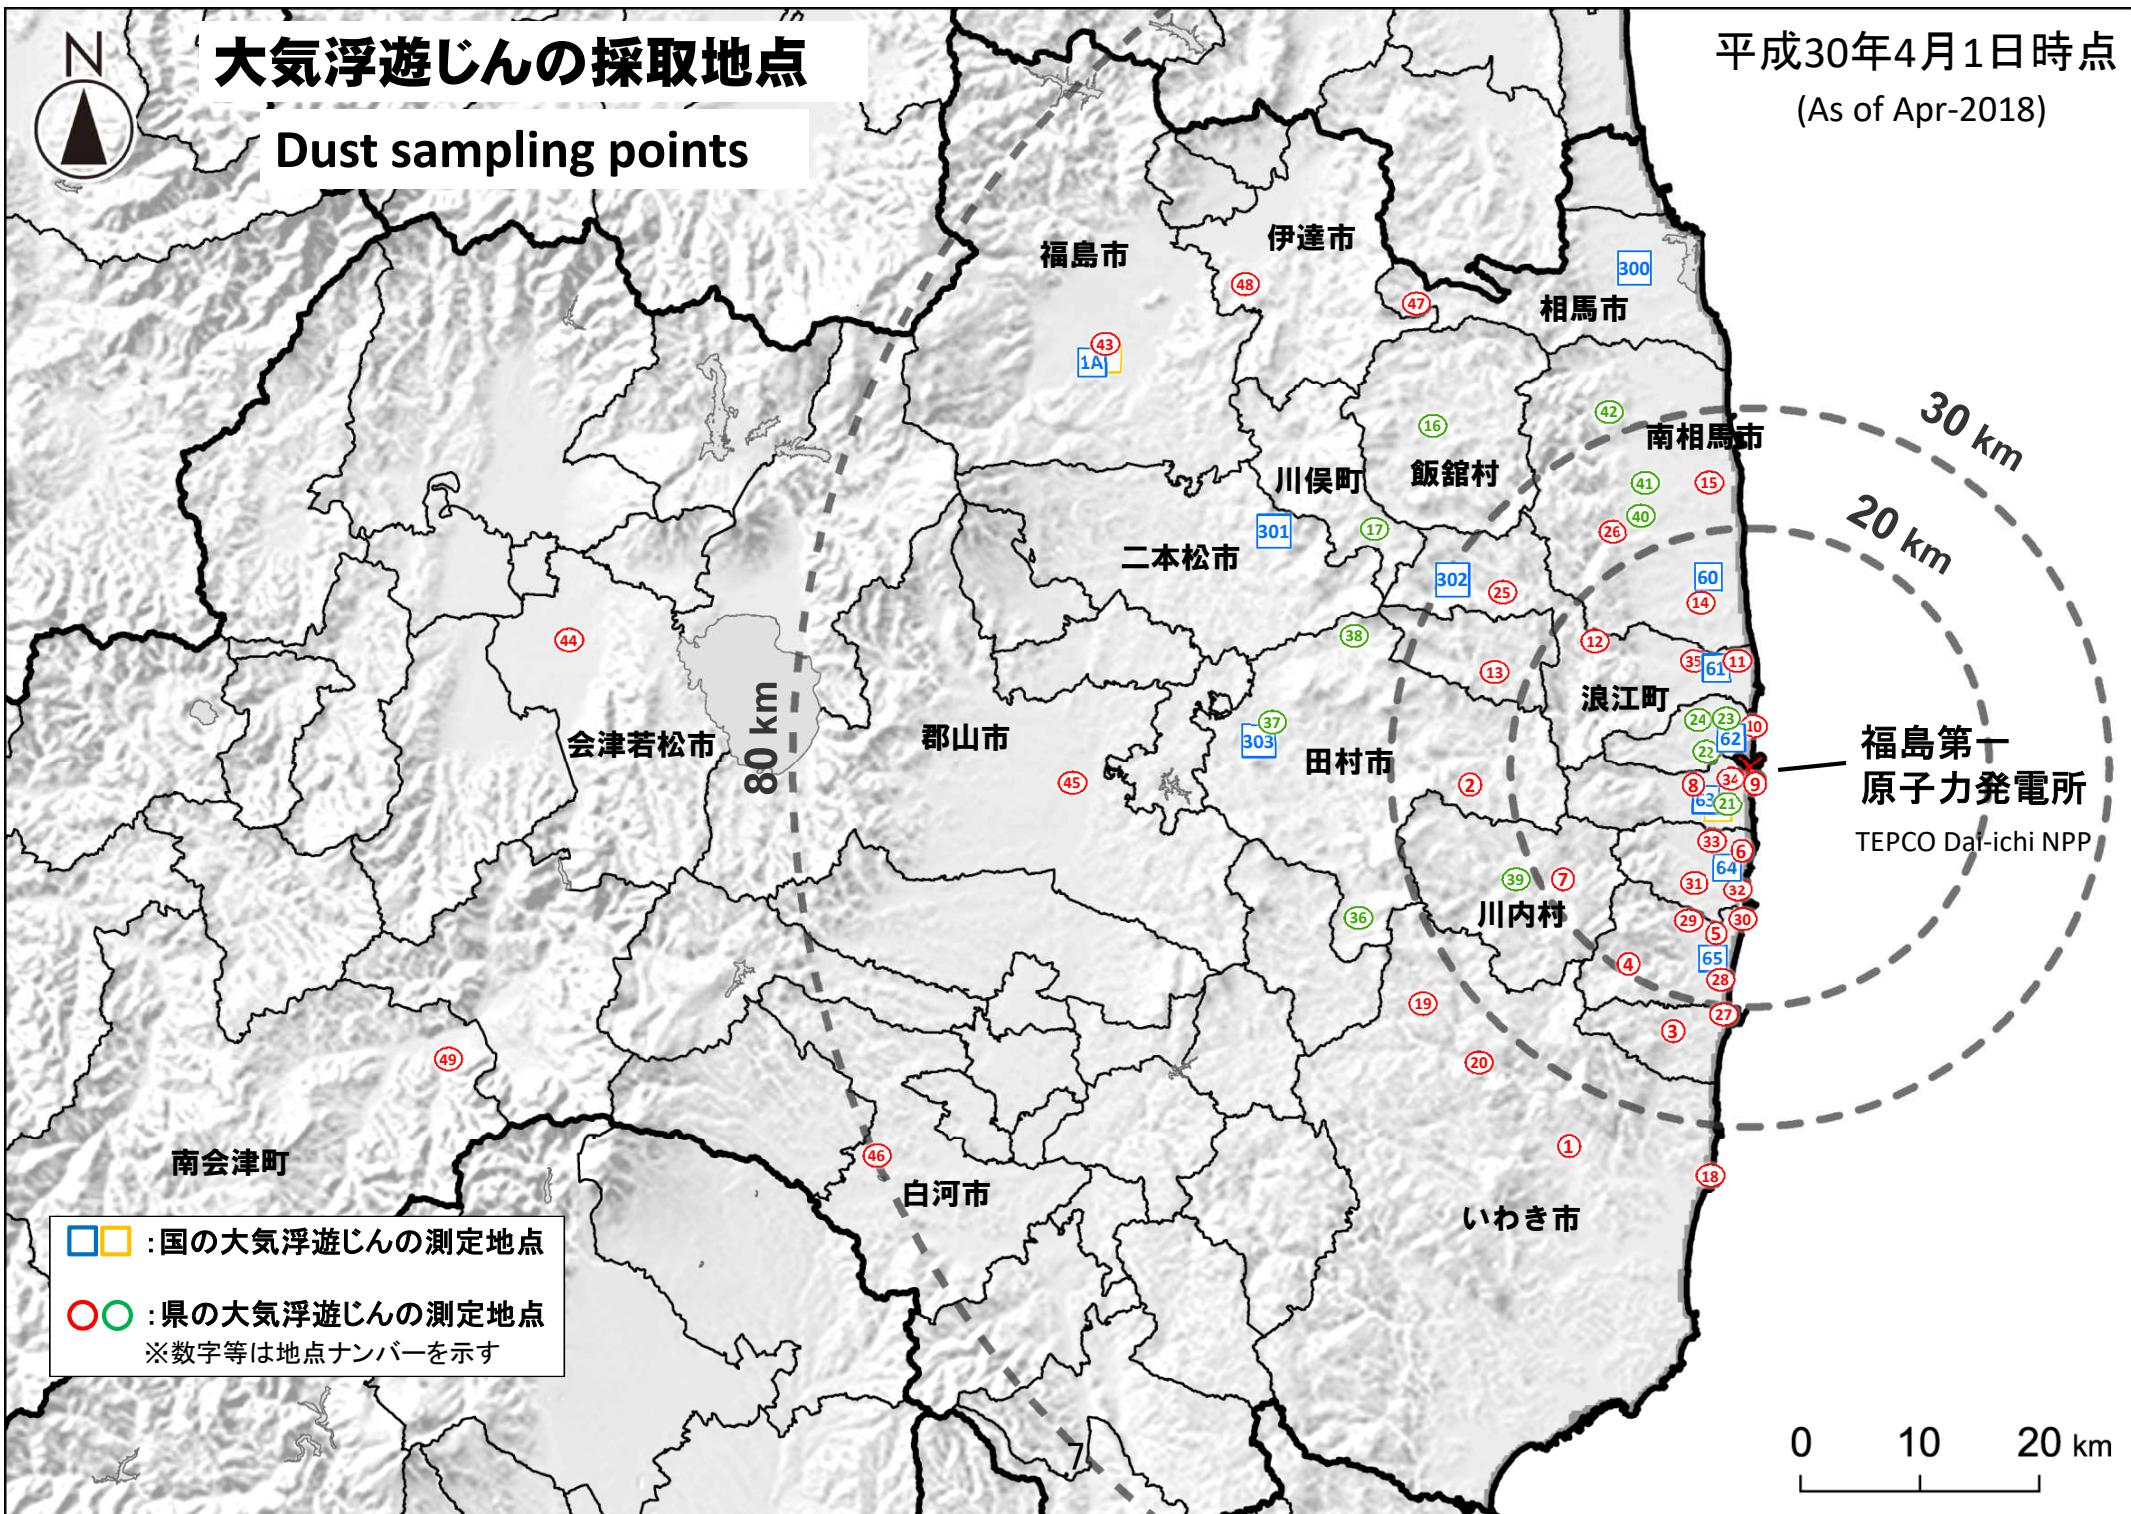 N
大気浮遊じんの採取地点
Dust sampling points
平成30年4月1日時点
(As of Apr-2018)
福島市
伊達市
300
48
47
相馬市
43
1A
30 km
42
16
南相馬市
川俣町
飯舘村
41
15
20 km
40
301
17
26
二本松市
302
60
25
14
44
38
12
35
61
11
13
浪江町
80 km
24
23
10
37
会津若松市
郡山市
303
62
22
福島第一
原子力発電所
TEPCO Dai-ichi NPP
田村市
45
2
8
34
9
63
21
33
6
64
39
7
31
32
川内村
36
29
30
5
65
4
28
19
27
3
49
20
1
46
南会津町
18
白河市
いわき市
:国の大気浮遊じんの測定地点
:県の大気浮遊じんの測定地点
※数字等は地点ナンバーを示す
7
0 10 20 km